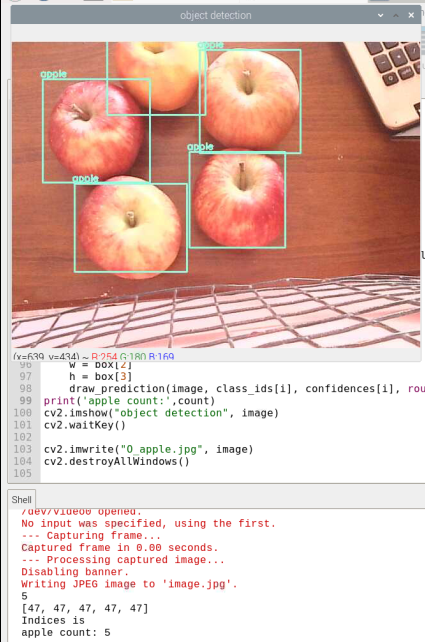 object detection
apple
apple
apple
apple
(x=639, y=434) ~ R:254 G:180 B:169
96 w = box[2]
97 h = box[3]
98 draw_prediction(image, class_ids[i], confidences[i], rou
99 print('apple count:',count)
100 cv2.imshow("object detection", image)
101 cv2.waitKey()
102
103 cv2.imwrite("O_apple.jpg", image)
104 cv2.destroyAllWindows()
105
Shell
/dev/video0 opened.
No input was specified, using the first.
--- Capturing frame...
Captured frame in 0.00 seconds.
--- Processing captured image...
Disabling banner.
Writing JPEG image to 'image.jpg'.
5
[47, 47, 47, 47, 47]
Indices is
apple count: 5